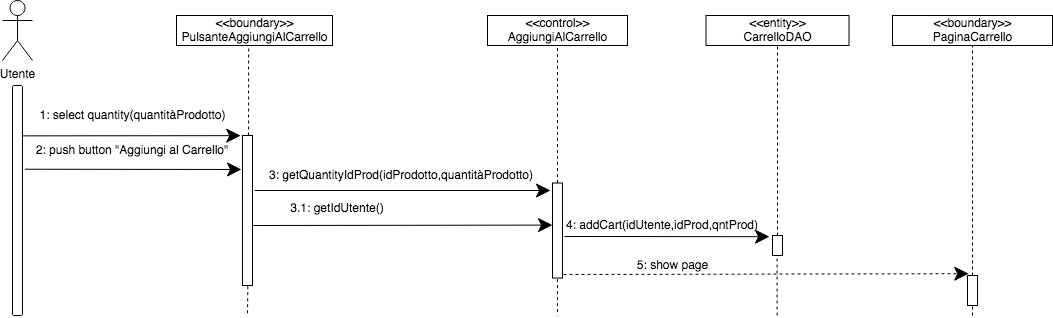 <<boundary>>
PulsanteAggiungiAlCarrello
<<control>>
AggiungiAlCarrello
<<entity>>
CarrelloDAO
<<boundary>>
PaginaCarrello
Utente
1: select quantity(quantitàProdotto)
2: push button "Aggiungi al Carrello"
3: getQuantityIdProd(idProdotto,quantitàProdotto)
3.1: getIdUtente()
4: addCart(idUtente,idProd,qntProd)
5: show page